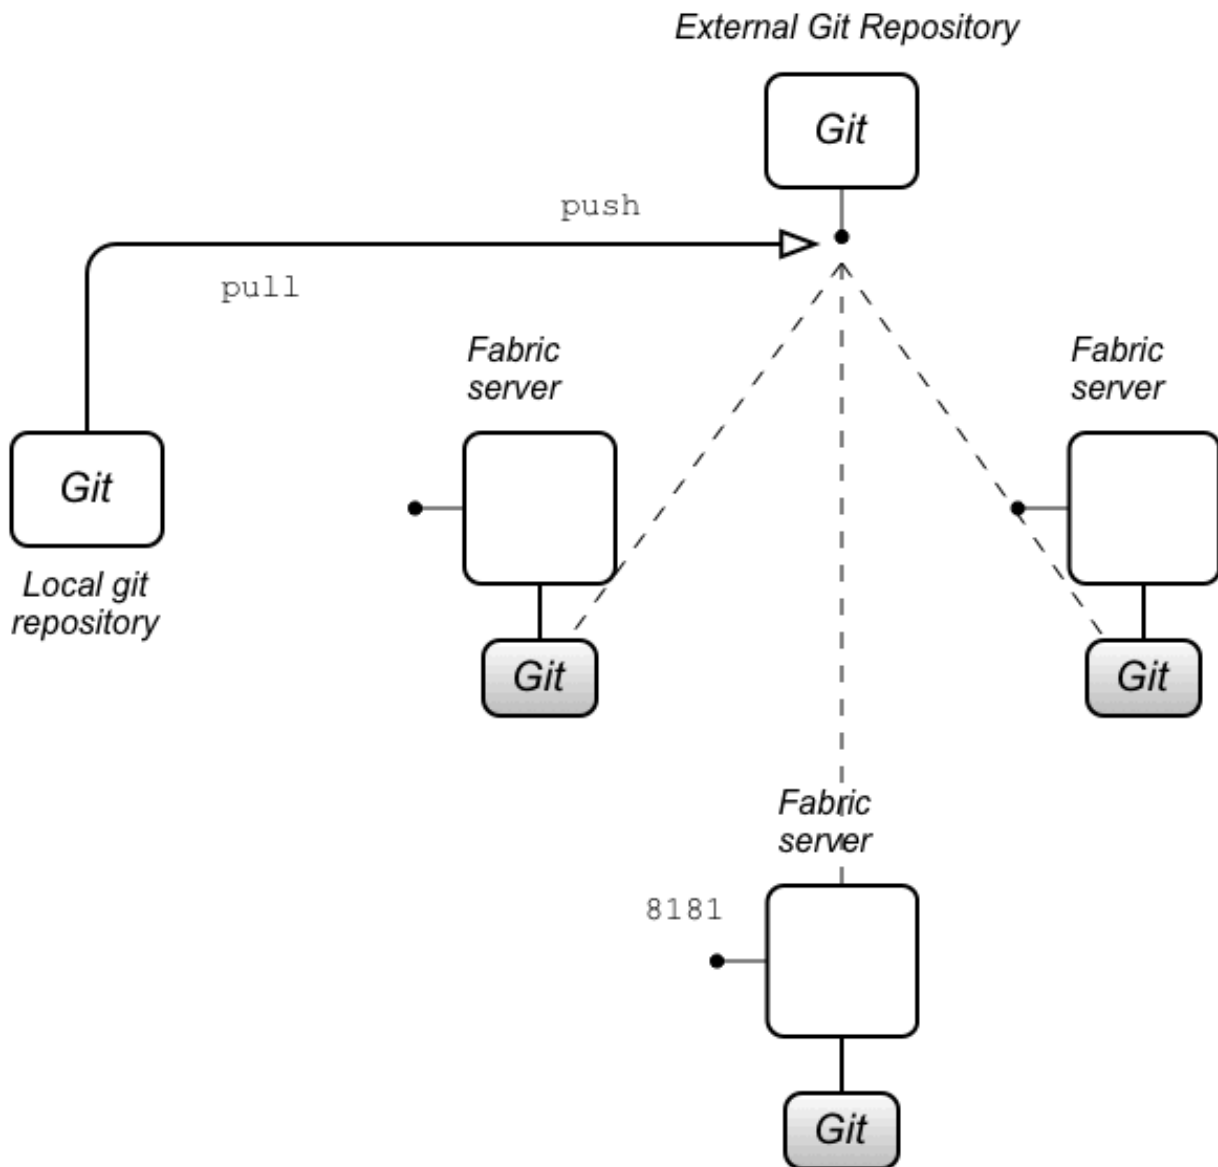 External Git Repository
Git
push
pull
Fabric
server
Fabric
server
Git
Local git
repository
Git
Git
Fabric
server
8181
Git